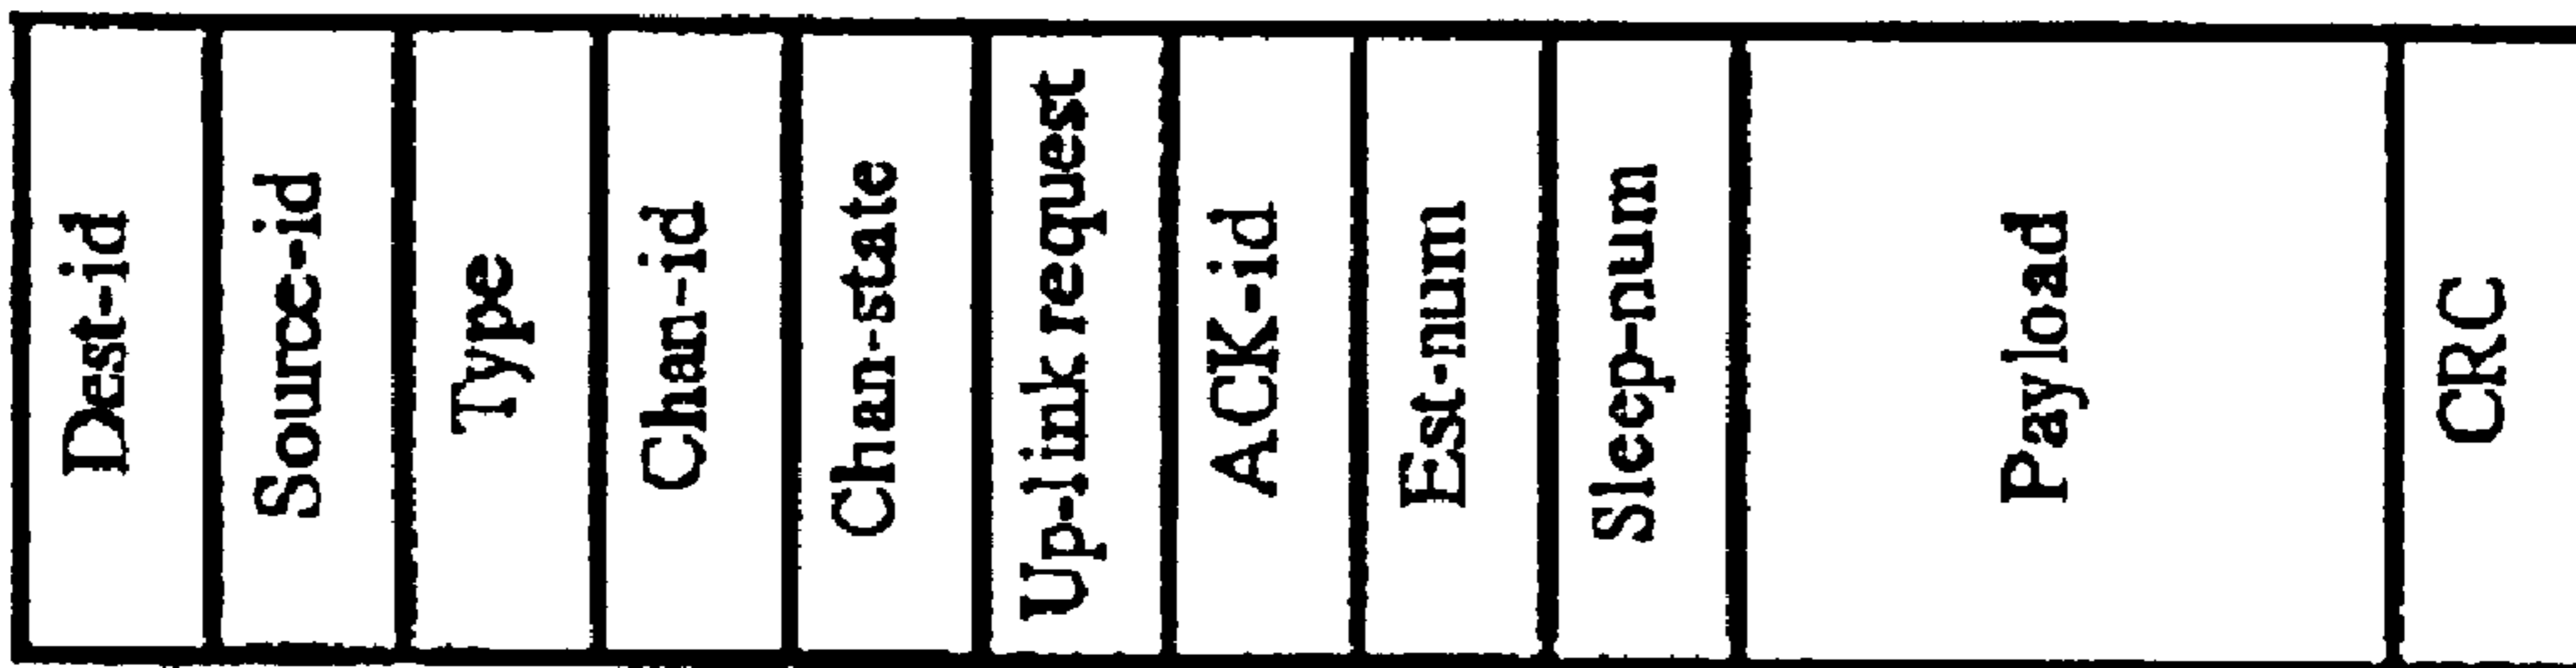 Dest-id
Source-id
Type
Chan-id
Chan-state
Up-link request
ACK-id
Est-num
Sleep-num
Payload
CRC